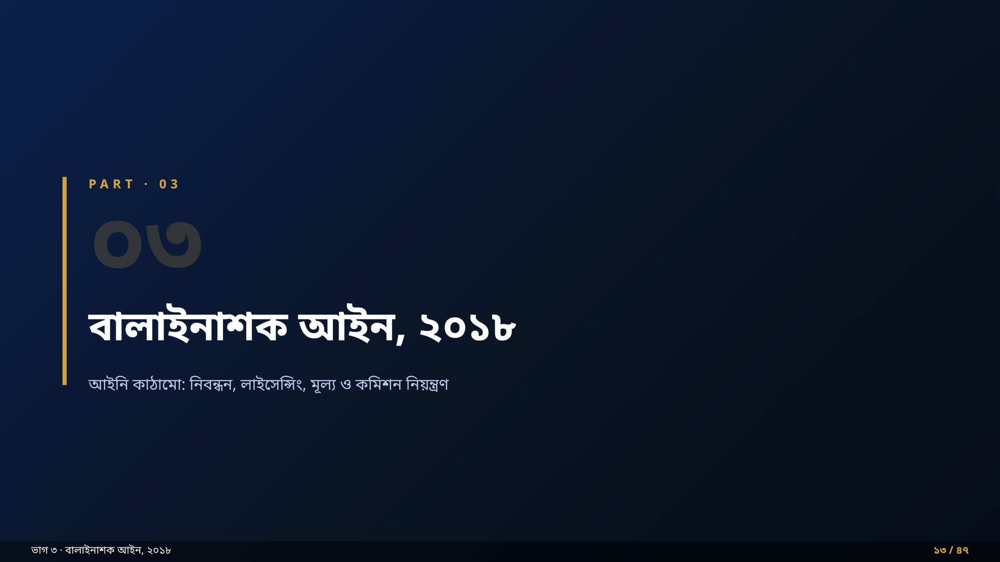 PART · 03
০৩
বালাইনাশক আইন, ২০১৮
আইনি কাঠামো: নিবন্ধন, লাইসেন্সিং, মূল্য ও কমিশন নিয়ন্ত্রণ
ভাগ ৩ · বালাইনাশক আইন, ২০১৮
১৩ / ৪৭